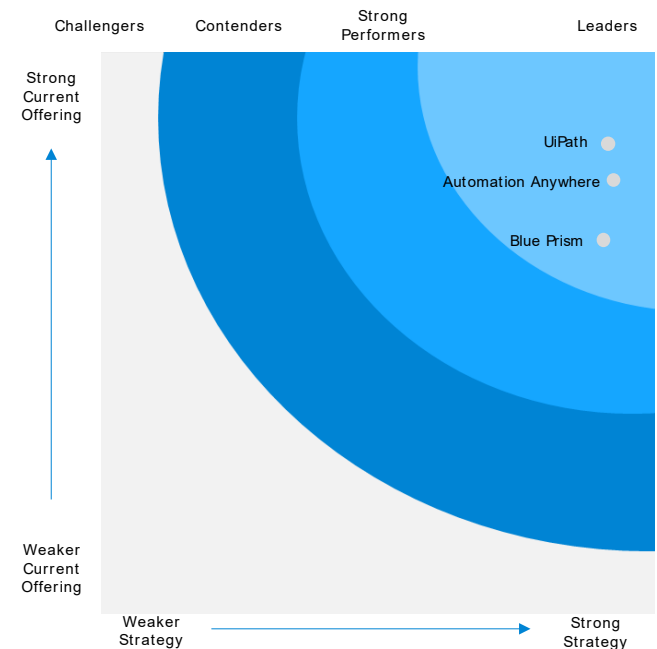 Challengers
Contenders
Strong
Performers
Leaders
Strong
Current
Offering
UiPath
Automation Anywhere
Blue Prism
Weaker
Current
Offering
Weaker
Strategy
Strong
Strategy